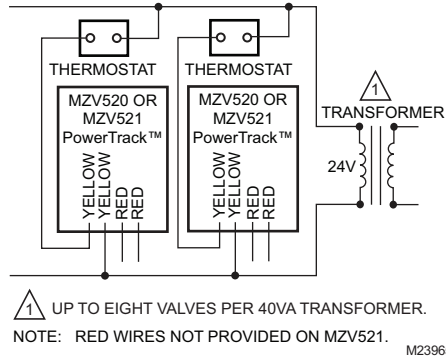 THERMOSTAT
THERMOSTAT
1
TRANSFORMER
MZV520 OR
MZV521
PowerTrack™
YELLOW
YELLOW
RED
RED
MZV520 OR
MZV521
PowerTrack™
YELLOW
YELLOW
RED
RED
24V
1 UP TO EIGHT VALVES PER 40VA TRANSFORMER.
NOTE: RED WIRES NOT PROVIDED ON MZV521.
M2396